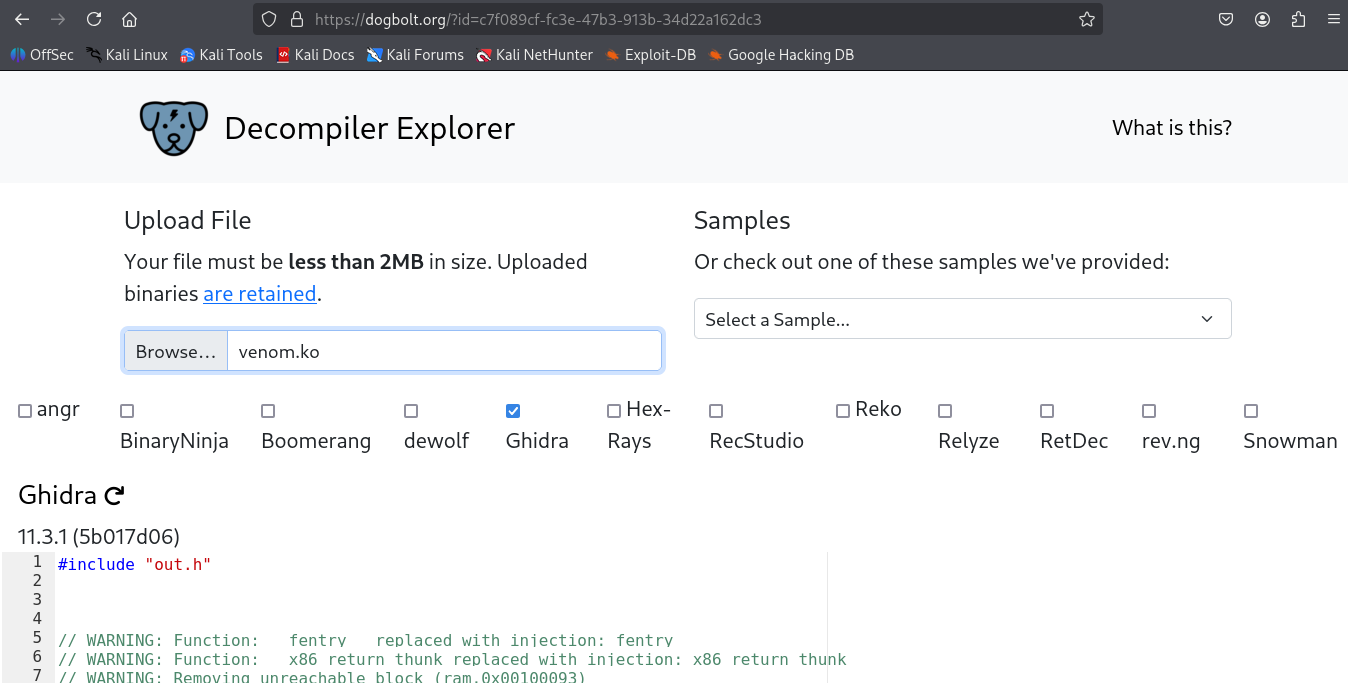 https://dogbolt.org/?id=c7f089cf-fc3e-47b3-913b-34d22a162dc3
OffSec Kali Linux Kali Tools Kali Docs Kali Forums Kali NetHunter Exploit-DB Google Hacking DB
Decompiler Explorer
What is this?
Upload File
Your file must be less than 2MB in size. Uploaded
binaries are retained.
Browse... venom.ko
Samples
Or check out one of these samples we've provided:
Select a Sample...
angr
BinaryNinja
Boomerang
dewolf
Ghidra
Hex-
Rays
RecStudio
Reko
Relyze
RetDec
rev.ng
Snowman
Ghidra
11.3.1 (5b017d06)
1 #include "out.h"
2
3
4
5 // WARNING: Function: __fentry__ replaced with injection: fentry
6 // WARNING: Function: __x86_return_thunk replaced with injection: x86_return_thunk
7 // WARNING: Removing unreachable block (ram,0x00100093)